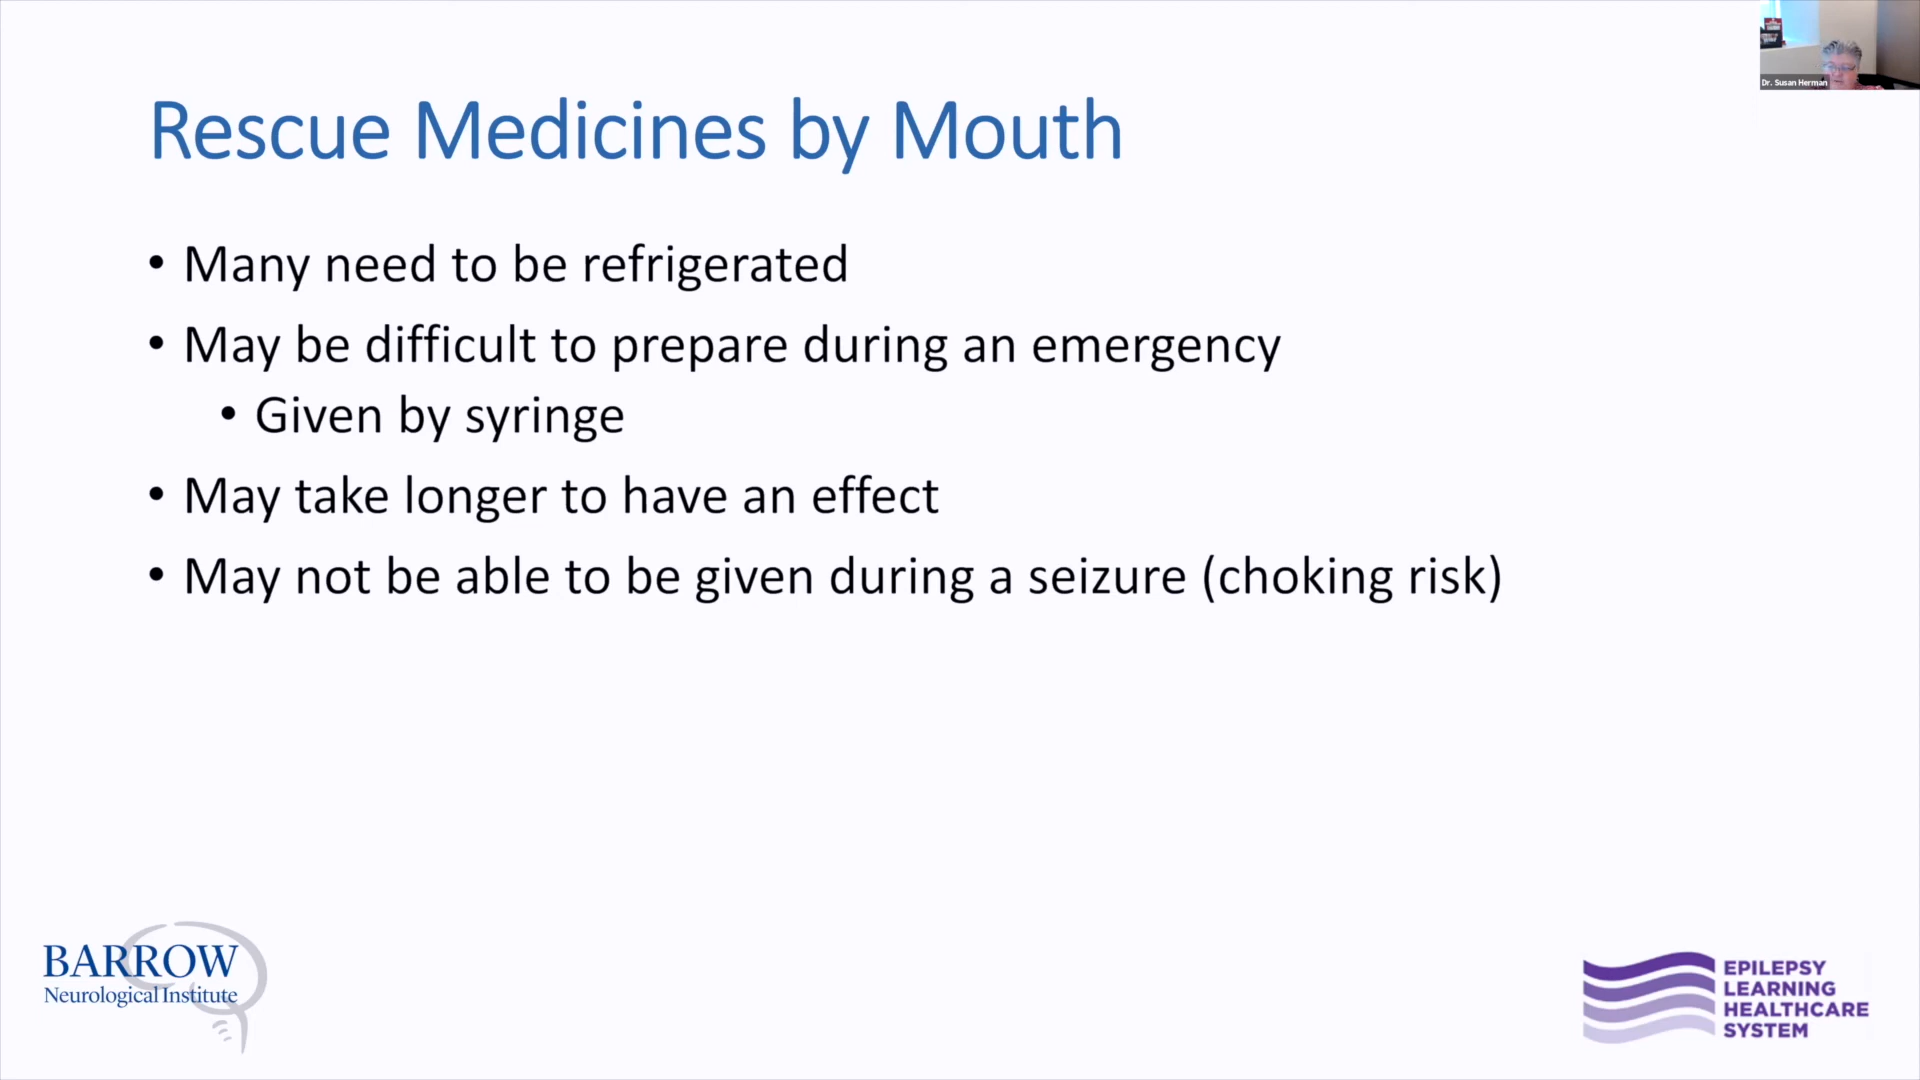 Dr. Susan Herman
Rescue Medicines by Mouth
• Many need to be refrigerated
• May be difficult to prepare during an emergency
• Given by syringe
• May take longer to have an effect
• May not be able to be given during a seizure (choking risk)
BARROW
Neurological Institute
EPILEPSY
LEARNING
HEALTHCARE
SYSTEM